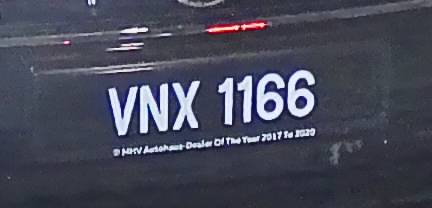 VNX 1166
© MHV Autohaus-Dealer Of The Year 2017 To 2020